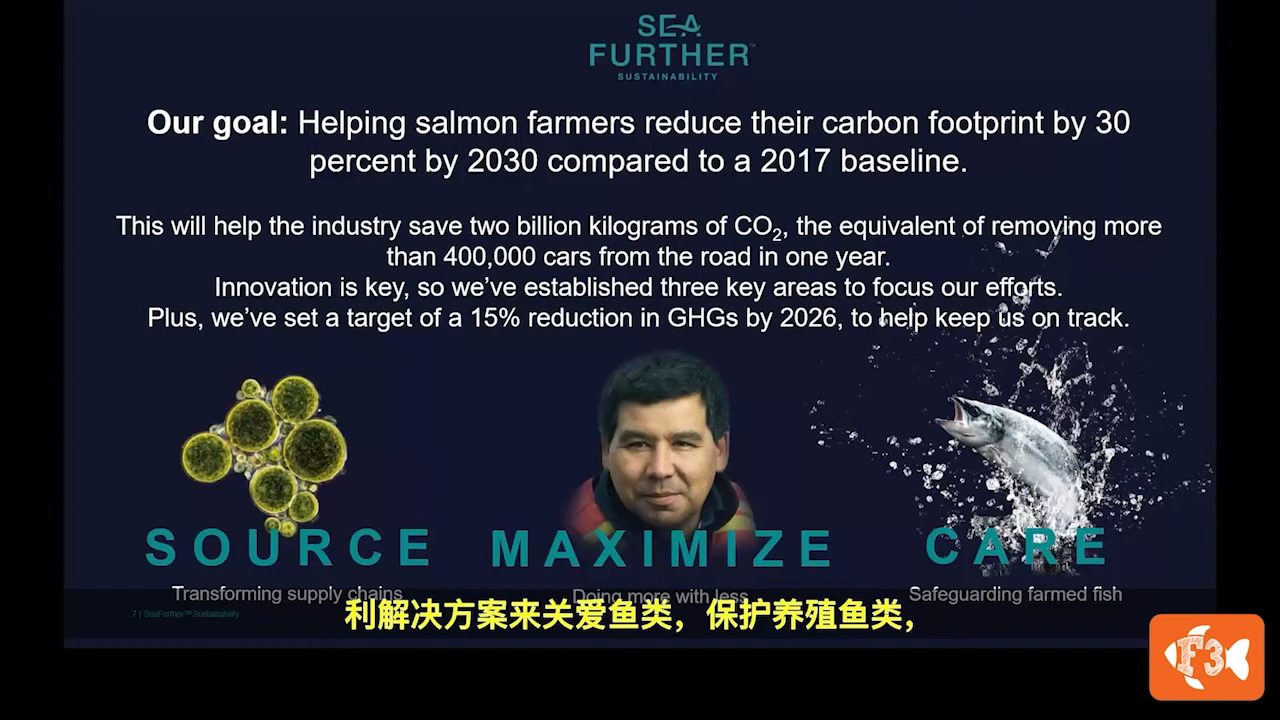 SEA
FURTHER™
SUSTAINABILITY
Our goal: Helping salmon farmers reduce their carbon footprint by 30
percent by 2030 compared to a 2017 baseline.
This will help the industry save two billion kilograms of CO₂, the equivalent of removing more
than 400,000 cars from the road in one year.
Innovation is key, so we’ve established three key areas to focus our efforts.
Plus, we’ve set a target of a 15% reduction in GHGs by 2026, to help keep us on track.
SOURCE
Transforming supply chains
MAXIMIZE
Doing more with less
CARE
Safeguarding farmed fish
7 | SeaFurther™ Sustainability
利解决方案来关爱鱼类，保护养殖鱼类，
F3